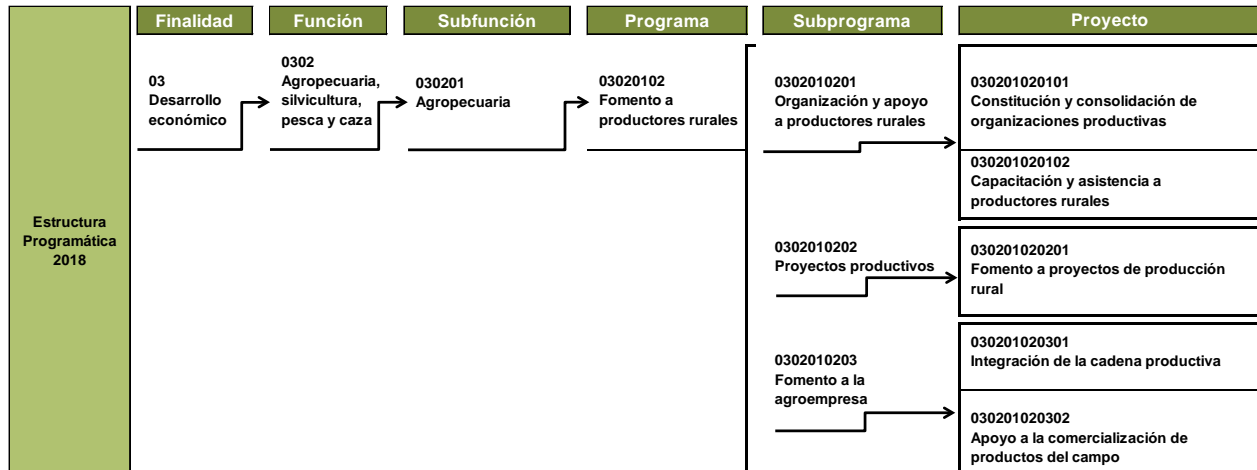 Finalidad
Función
Subfunción
Programa
Subprograma
Proyecto
Estructura
Programática
2018
03
Desarrollo
económico
0302
Agropecuaria,
silvicultura,
pesca y caza
030201
Agropecuaria
03020102
Fomento a
productores rurales
0302010201
Organización y apoyo
a productores rurales
030201020101
Constitución y consolidación de
organizaciones productivas
030201020102
Capacitación y asistencia a
productores rurales
0302010202
Proyectos productivos
030201020201
Fomento a proyectos de producción
rural
0302010203
Fomento a la
agroempresa
030201020301
Integración de la cadena productiva
030201020302
Apoyo a la comercialización de
productos del campo